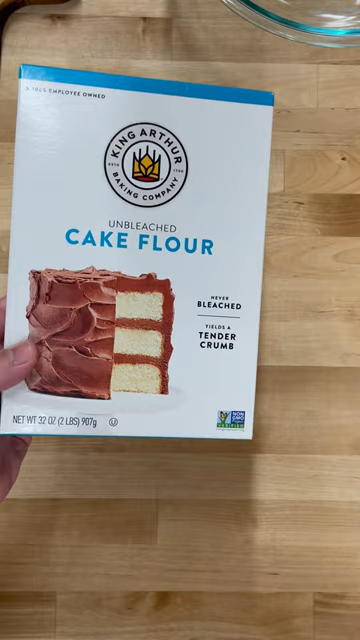 100% EMPLOYEE OWNED
KING ARTHUR
ESTD 1790
BAKING COMPANY
UNBLEACHED
CAKE FLOUR
NEVER
BLEACHED
YIELDS A
TENDER
CRUMB
NET WT 32 OZ (2 LBS) 907g
U
NON
GMO
VERIFIED